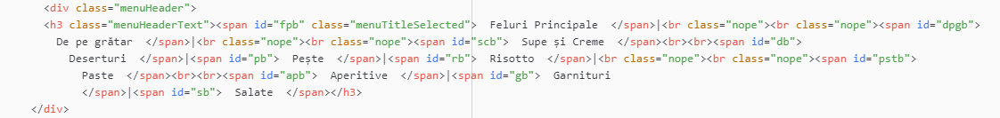 <div class="menuHeader">
<h3 class="menuHeaderText"><span id="fpb" class="menuTitleSelected">  Feluri Principale  </span>|<br class="nope"><br class="nope"><span id="dpgb">
De pe grătar  </span>|<br class="nope"><br class="nope"><span id="scb">  Supe și Creme  </span><br><br><span id="db">
Deserturi  </span>|<span id="pb">  Pește  </span>|<span id="rb">  Risotto  </span>|<br class="nope"><br class="nope"><span id="pstb">
Paste  </span><br><br><span id="apb">  Aperitive  </span>|<span id="gb">  Garnituri
</span>|<span id="sb">  Salate  </span></h3>
</div>